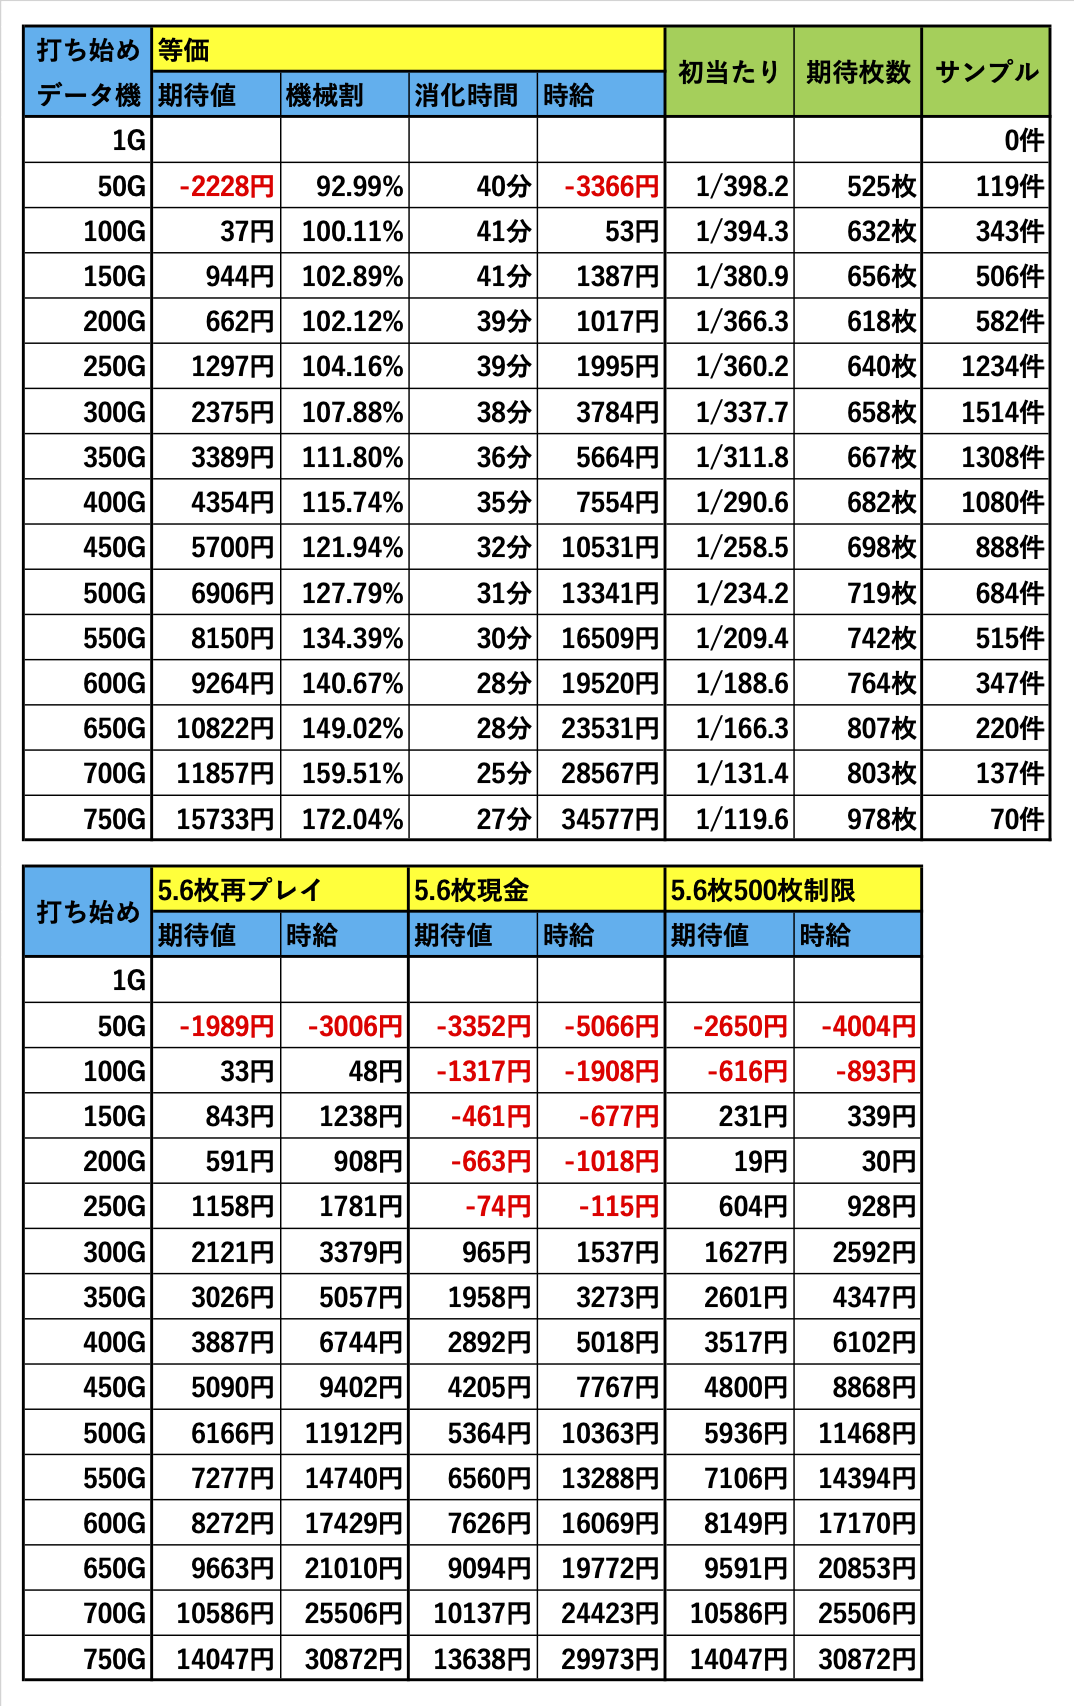 打ち始め 等価 初当たり 期待枚数 サンプル
データ機 期待値 機械割 消化時間 時給
1G 0件
50G -2228円 92.99% 40分 -3366円 1/398.2 525枚 119件
100G 37円 100.11% 41分 53円 1/394.3 632枚 343件
150G 944円 102.89% 41分 1387円 1/380.9 656枚 506件
200G 662円 102.12% 39分 1017円 1/366.3 618枚 582件
250G 1297円 104.16% 39分 1995円 1/360.2 640枚 1234件
300G 2375円 107.88% 38分 3784円 1/337.7 658枚 1514件
350G 3389円 111.80% 36分 5664円 1/311.8 667枚 1308件
400G 4354円 115.74% 35分 7554円 1/290.6 682枚 1080件
450G 5700円 121.94% 32分 10531円 1/258.5 698枚 888件
500G 6906円 127.79% 31分 13341円 1/234.2 719枚 684件
550G 8150円 134.39% 30分 16509円 1/209.4 742枚 515件
600G 9264円 140.67% 28分 19520円 1/188.6 764枚 347件
650G 10822円 149.02% 28分 23531円 1/166.3 807枚 220件
700G 11857円 159.51% 25分 28567円 1/131.4 803枚 137件
750G 15733円 172.04% 27分 34577円 1/119.6 978枚 70件
打ち始め 5.6枚再プレイ 5.6枚現金 5.6枚500枚制限
期待値 時給 期待値 時給 期待値 時給
1G
50G -1989円 -3006円 -3352円 -5066円 -2650円 -4004円
100G 33円 48円 -1317円 -1908円 -616円 -893円
150G 843円 1238円 -461円 -677円 231円 339円
200G 591円 908円 -663円 -1018円 19円 30円
250G 1158円 1781円 -74円 -115円 604円 928円
300G 2121円 3379円 965円 1537円 1627円 2592円
350G 3026円 5057円 1958円 3273円 2601円 4347円
400G 3887円 6744円 2892円 5018円 3517円 6102円
450G 5090円 9402円 4205円 7767円 4800円 8868円
500G 6166円 11912円 5364円 10363円 5936円 11468円
550G 7277円 14740円 6560円 13288円 7106円 14394円
600G 8272円 17429円 7626円 16069円 8149円 17170円
650G 9663円 21010円 9094円 19772円 9591円 20853円
700G 10586円 25506円 10137円 24423円 10586円 25506円
750G 14047円 30872円 13638円 29973円 14047円 30872円